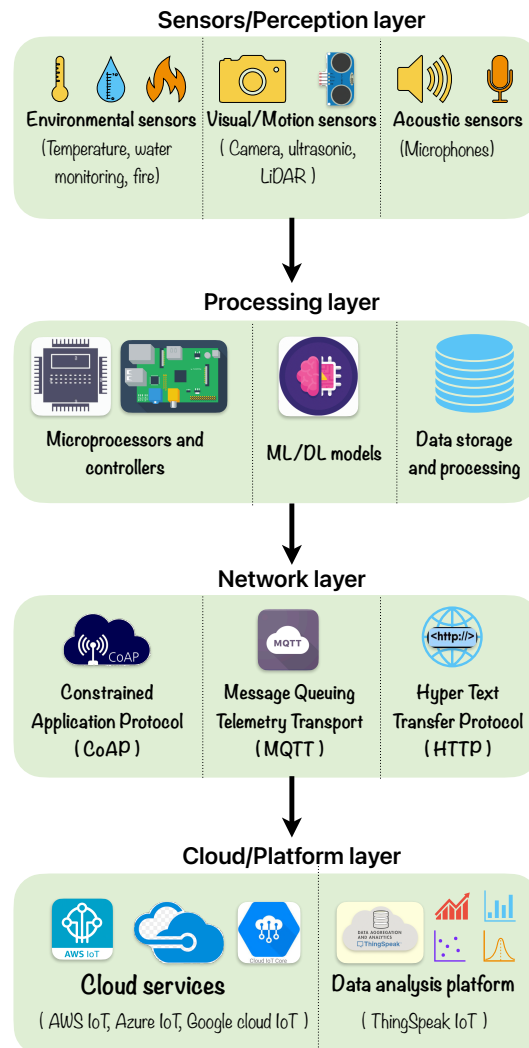 Sensors/Perception layer
Environmental sensors
(Temperature, water
monitoring, fire)
Visual/Motion sensors
( Camera, ultrasonic,
LiDAR )
Acoustic sensors
(Microphones)
Processing layer
Microprocessors and
controllers
ML/DL models
Data storage
and processing
Network layer
CoAP
Constrained
Application Protocol
( CoAP )
MQTT
Message Queuing
Telemetry Transport
( MQTT )
<http://>
Hyper Text
Transfer Protocol
( HTTP )
Cloud/Platform layer
AWS IoT
Cloud IoT Core
Cloud services
( AWS IoT, Azure IoT, Google cloud IoT )
DATA AGGREGATION
AND ANALYTICS
ThingSpeak
Data analysis platform
( ThingSpeak IoT )